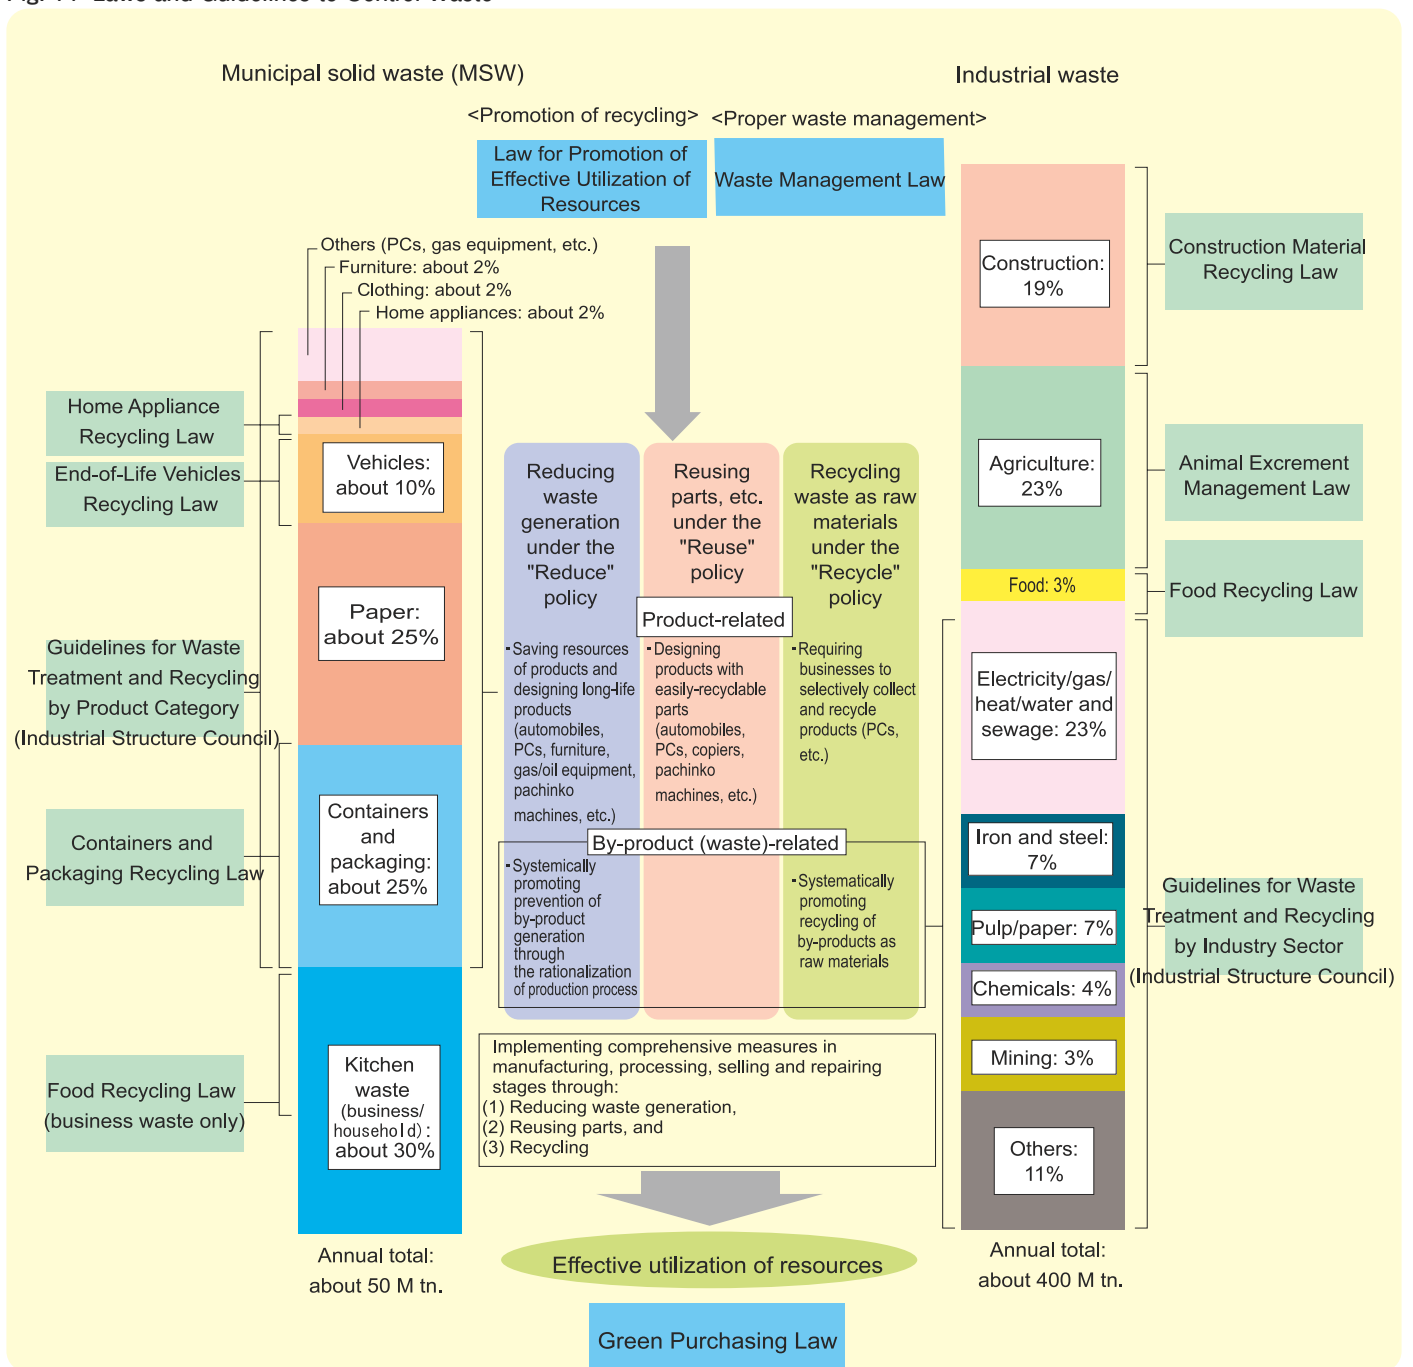 Fig. 14 Laws and Guidelines to Control Waste
Municipal solid waste (MSW)
Industrial waste
<Promotion of recycling>
<Proper waste management>
Law for Promotion of
Effective Utilization of
Resources
Waste Management Law
Others (PCs, gas equipment, etc.)
Furniture: about 2%
Clothing: about 2%
Home appliances: about 2%
Home Appliance
Recycling Law
End-of-Life Vehicles
Recycling Law
Guidelines for Waste
Treatment and Recycling
by Product Category
(Industrial Structure Council)
Containers and
Packaging Recycling Law
Food Recycling Law
(business waste only)
Vehicles:
about 10%
Paper:
about 25%
Containers
and
packaging:
about 25%
Kitchen
waste
(business/
household):
about 30%
Annual total:
about 50 M tn.
Reducing
waste
generation
under the
"Reduce"
policy
Reusing
parts, etc.
under the
"Reuse"
policy
Recycling
waste as raw
materials
under the
"Recycle"
policy
Product-related
- Saving resources
of products and
designing long-life
products
(automobiles,
PCs, furniture,
gas/oil equipment,
pachinko
machines, etc.)
- Designing
products with
easily-recyclable
parts
(automobiles,
PCs, copiers,
pachinko
machines, etc.)
- Requiring
businesses to
selectively collect
and recycle
products (PCs,
etc.)
By-product (waste)-related
- Systemically
promoting
prevention of
by-product
generation
through
the rationalization
of production process
- Systematically
promoting
recycling of
by-products as
raw materials
Implementing comprehensive measures in
manufacturing, processing, selling and repairing
stages through:
(1) Reducing waste generation,
(2) Reusing parts, and
(3) Recycling
Effective utilization of resources
Green Purchasing Law
Construction:
19%
Agriculture:
23%
Food: 3%
Electricity/gas/
heat/water and
sewage: 23%
Iron and steel:
7%
Pulp/paper: 7%
Chemicals: 4%
Mining: 3%
Others:
11%
Annual total:
about 400 M tn.
Construction Material
Recycling Law
Animal Excrement
Management Law
Food Recycling Law
Guidelines for Waste
Treatment and Recycling
by Industry Sector
(Industrial Structure Council)